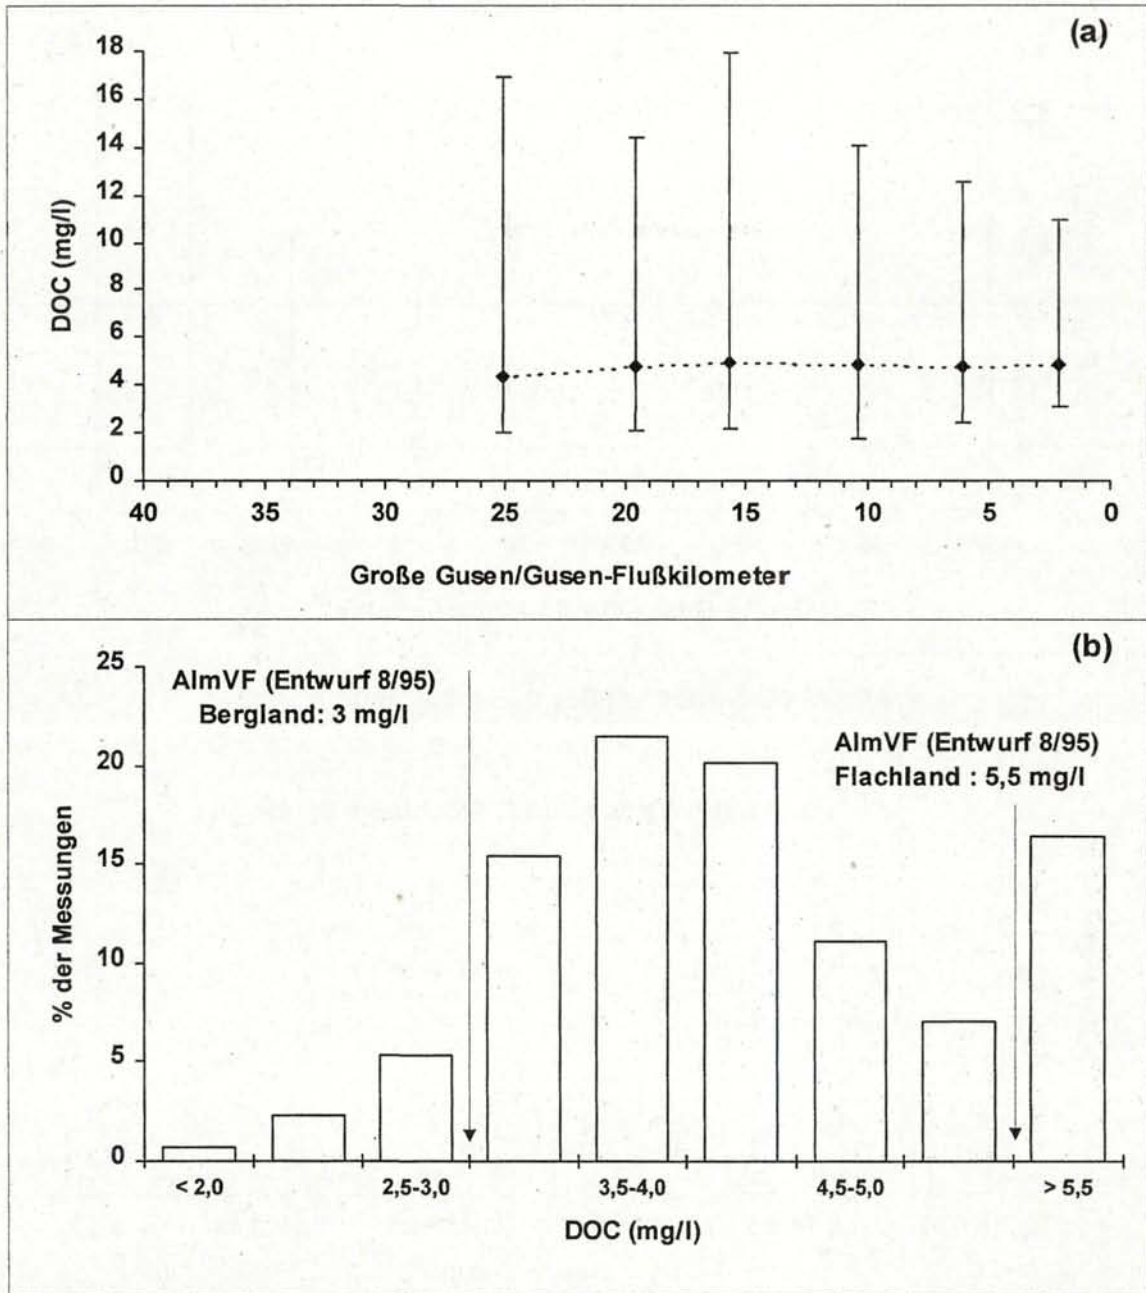 (a)
18
16
14
12
10
8
6
4
2
0
DOC (mg/l)
40 35 30 25 20 15 10 5 0
Große Gusen/Gusen-Flußkilometer
(b)
25
20
15
10
5
0
% der Messungen
AImVF (Entwurf 8/95)
Bergland: 3 mg/l
AImVF (Entwurf 8/95)
Flachland : 5,5 mg/l
< 2,0 2,5-3,0 3,5-4,0 4,5-5,0 > 5,5
DOC (mg/l)